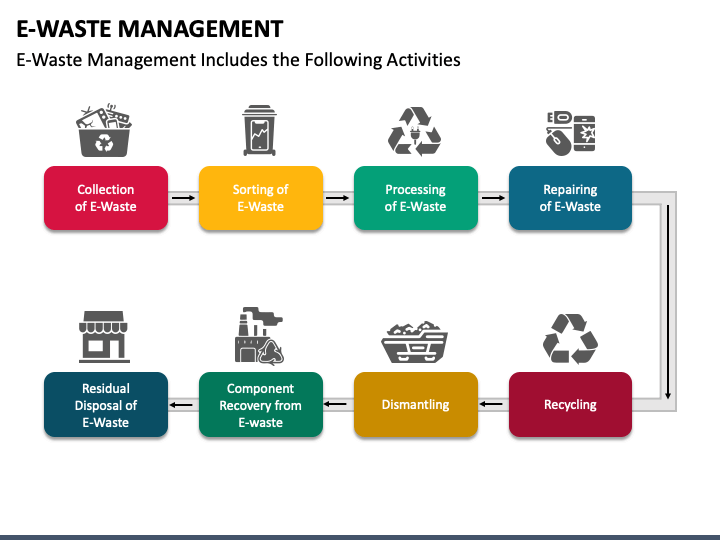 E-WASTE MANAGEMENT
E-Waste Management Includes the Following Activities
Collection
of E-Waste
Sorting of
E-Waste
Processing
of E-Waste
Repairing
of E-Waste
Residual
Disposal of
E-Waste
Component
Recovery from
E-waste
Dismantling
Recycling